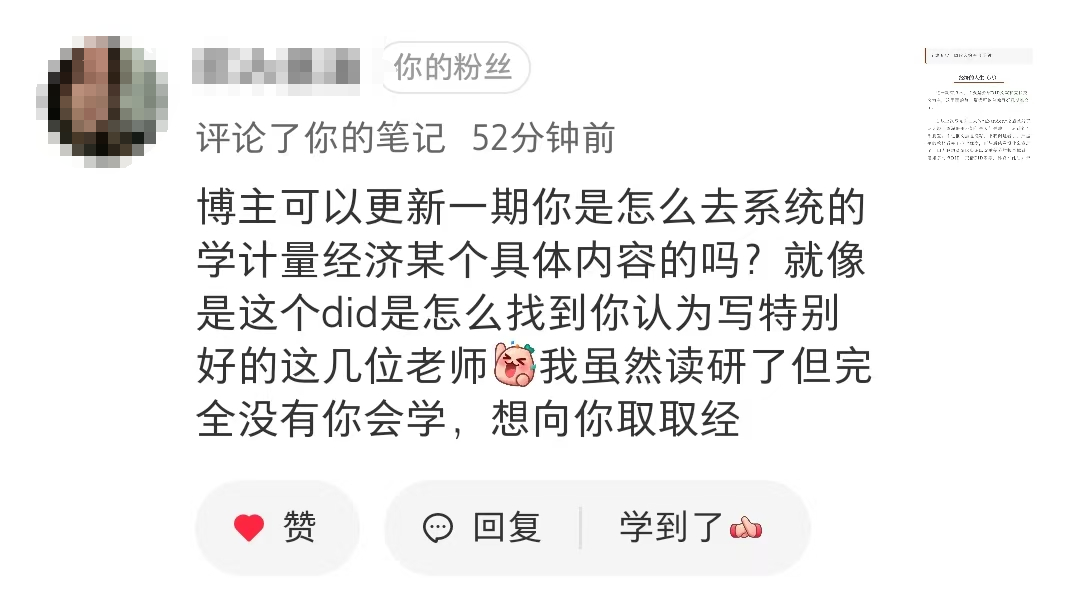 你的粉丝
评论了你的笔记 52分钟前
博主可以更新一期你是怎么去系统的
学计量经济某个具体内容的吗？就像
是这个did是怎么找到你认为写特别
好的这几位老师我虽然读研了但完
全没有你会学，想向你取取经
赞
回复
学到了